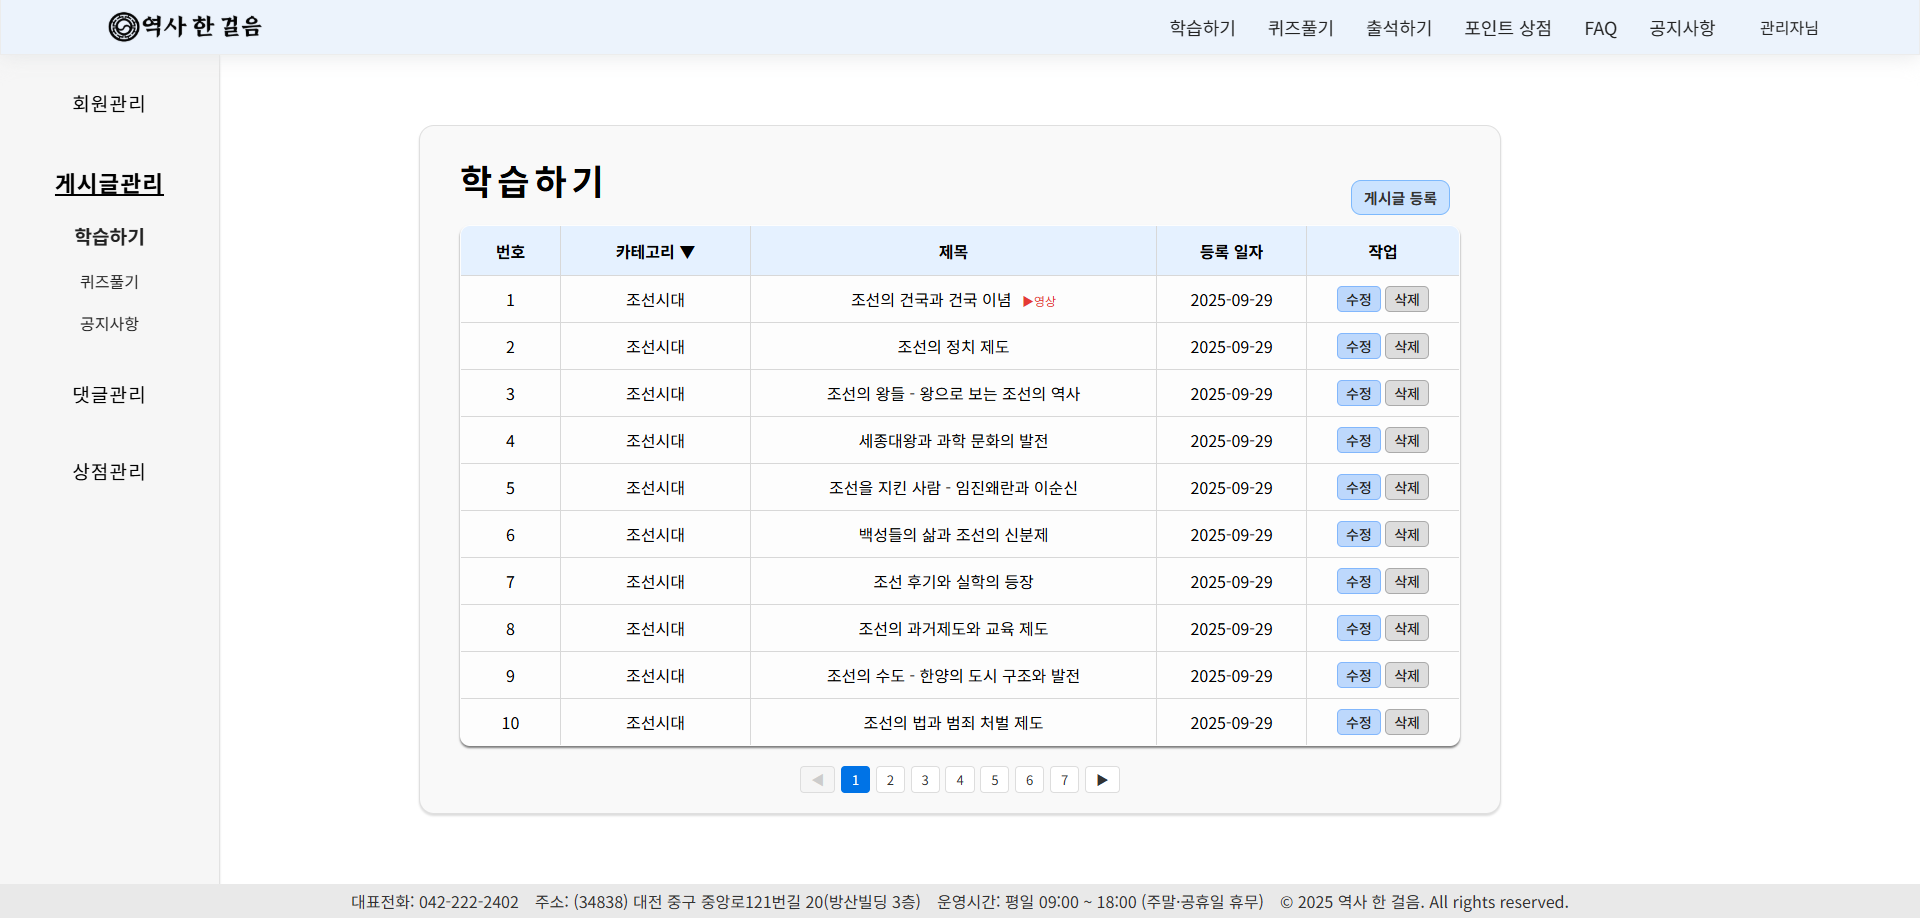 역사 한 걸음 학습하기 퀴즈풀기 출석하기 포인트 상점 FAQ 공지사항 관리자님
회원관리
게시글관리
학습하기
퀴즈풀기
공지사항
댓글관리
상점관리
학습하기
게시글 등록
번호 카테고리 ▼ 제목 등록 일자 작업
1 조선시대 조선의 건국과 건국 이념 ▶영상 2025-09-29 수정 삭제
2 조선시대 조선의 정치 제도 2025-09-29 수정 삭제
3 조선시대 조선의 왕들 - 왕으로 보는 조선의 역사 2025-09-29 수정 삭제
4 조선시대 세종대왕과 과학 문화의 발전 2025-09-29 수정 삭제
5 조선시대 조선을 지킨 사람 - 임진왜란과 이순신 2025-09-29 수정 삭제
6 조선시대 백성들의 삶과 조선의 신분제 2025-09-29 수정 삭제
7 조선시대 조선 후기와 실학의 등장 2025-09-29 수정 삭제
8 조선시대 조선의 과거제도와 교육 제도 2025-09-29 수정 삭제
9 조선시대 조선의 수도 - 한양의 도시 구조와 발전 2025-09-29 수정 삭제
10 조선시대 조선의 법과 범죄 처벌 제도 2025-09-29 수정 삭제
◀ 1 2 3 4 5 6 7 ▶
대표전화: 042-222-2402 주소: (34838) 대전 중구 중앙로121번길 20(방산빌딩 3층) 운영시간: 평일 09:00 ~ 18:00 (주말·공휴일 휴무) © 2025 역사 한 걸음. All rights reserved.